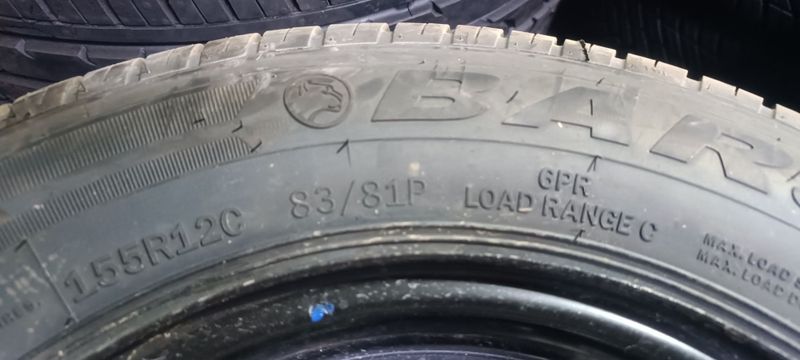 BAR
155R12C 83/81P 6PR
LOAD RANGE C
MAX. LOAD
MAX. LOAD